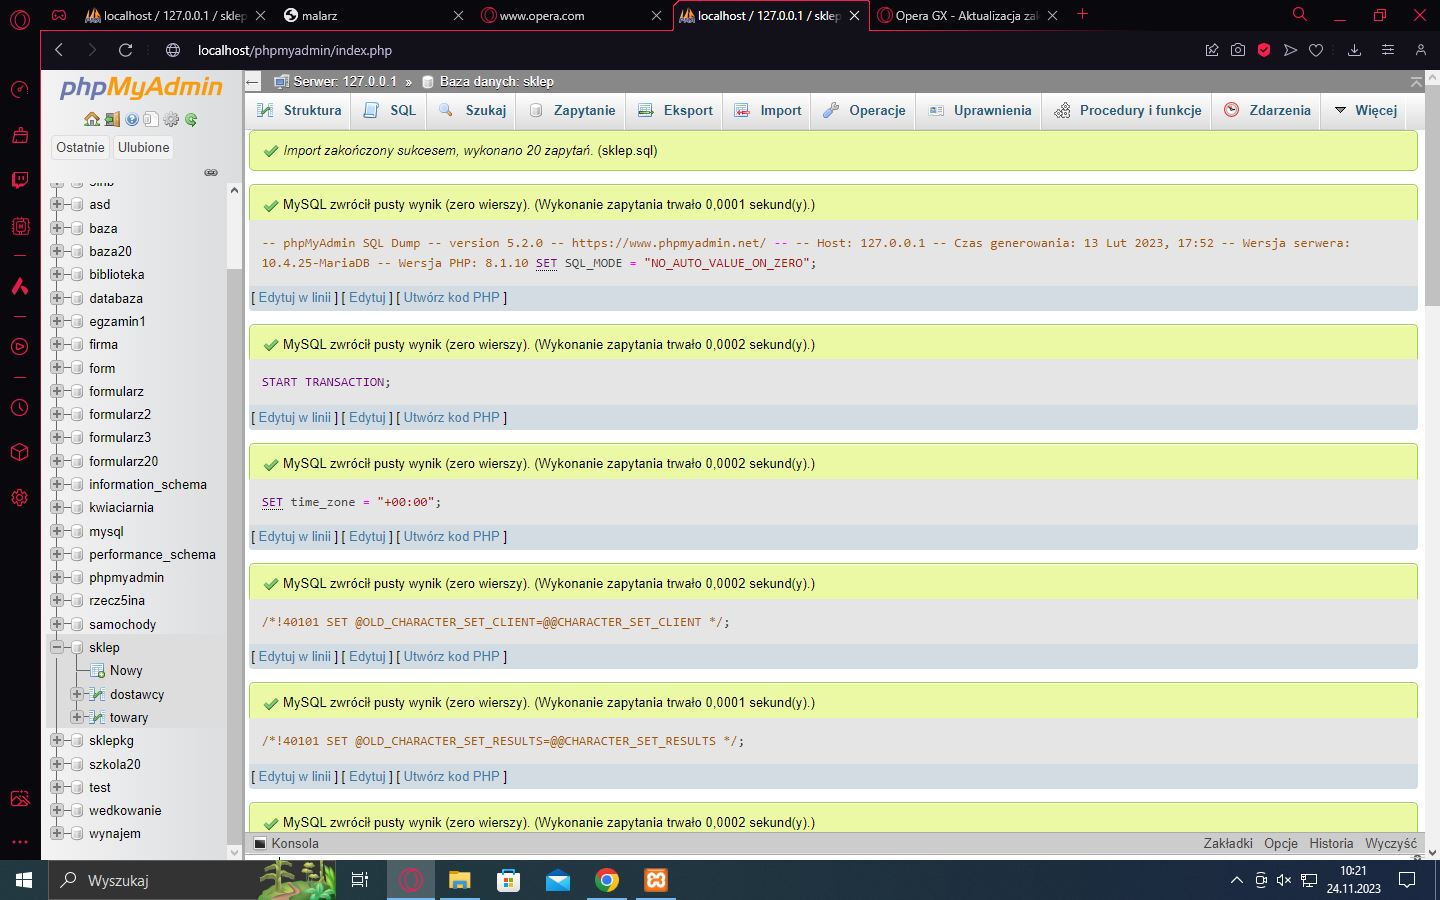 localhost / 127.0.0.1 / sklep
malarz
www.opera.com
localhost / 127.0.0.1 / sklep
Opera GX - Aktualizacja zak
localhost/phpmyadmin/index.php
phpMyAdmin
Ostatnie
Ulubione
asd
baza
baza20
biblioteka
databaza
egzamin1
firma
form
formularz
formularz2
formularz3
formularz20
information_schema
kwiaciarnia
mysql
performance_schema
phpmyadmin
rzecz5ina
samochody
sklep
Nowy
dostawcy
towary
sklepkg
szkola20
test
wedkowanie
wynajem
Serwer: 127.0.0.1 » Baza danych: sklep
Struktura
SQL
Szukaj
Zapytanie
Eksport
Import
Operacje
Uprawnienia
Procedury i funkcje
Zdarzenia
Więcej
Import zakończony sukcesem, wykonano 20 zapytań. (sklep.sql)
MySQL zwrócił pusty wynik (zero wierszy). (Wykonanie zapytania trwało 0,0001 sekund(y).)
-- phpMyAdmin SQL Dump -- version 5.2.0 -- https://www.phpmyadmin.net/ -- -- Host: 127.0.0.1 -- Czas generowania: 13 Lut 2023, 17:52 -- Wersja serwera:
10.4.25-MariaDB -- Wersja PHP: 8.1.10 SET SQL_MODE = "NO_AUTO_VALUE_ON_ZERO";
[ Edytuj w linii ] [ Edytuj ] [ Utwórz kod PHP ]
MySQL zwrócił pusty wynik (zero wierszy). (Wykonanie zapytania trwało 0,0002 sekund(y).)
START TRANSACTION;
[ Edytuj w linii ] [ Edytuj ] [ Utwórz kod PHP ]
MySQL zwrócił pusty wynik (zero wierszy). (Wykonanie zapytania trwało 0,0002 sekund(y).)
SET time_zone = "+00:00";
[ Edytuj w linii ] [ Edytuj ] [ Utwórz kod PHP ]
MySQL zwrócił pusty wynik (zero wierszy). (Wykonanie zapytania trwało 0,0002 sekund(y).)
/*!40101 SET @OLD_CHARACTER_SET_CLIENT=@@CHARACTER_SET_CLIENT */;
[ Edytuj w linii ] [ Edytuj ] [ Utwórz kod PHP ]
MySQL zwrócił pusty wynik (zero wierszy). (Wykonanie zapytania trwało 0,0001 sekund(y).)
/*!40101 SET @OLD_CHARACTER_SET_RESULTS=@@CHARACTER_SET_RESULTS */;
[ Edytuj w linii ] [ Edytuj ] [ Utwórz kod PHP ]
MySQL zwrócił pusty wynik (zero wierszy). (Wykonanie zapytania trwało 0,0002 sekund(y).)
Konsola
Zakładki
Opcje
Historia
Wyczyść
Wyszukaj
10:21
24.11.2023